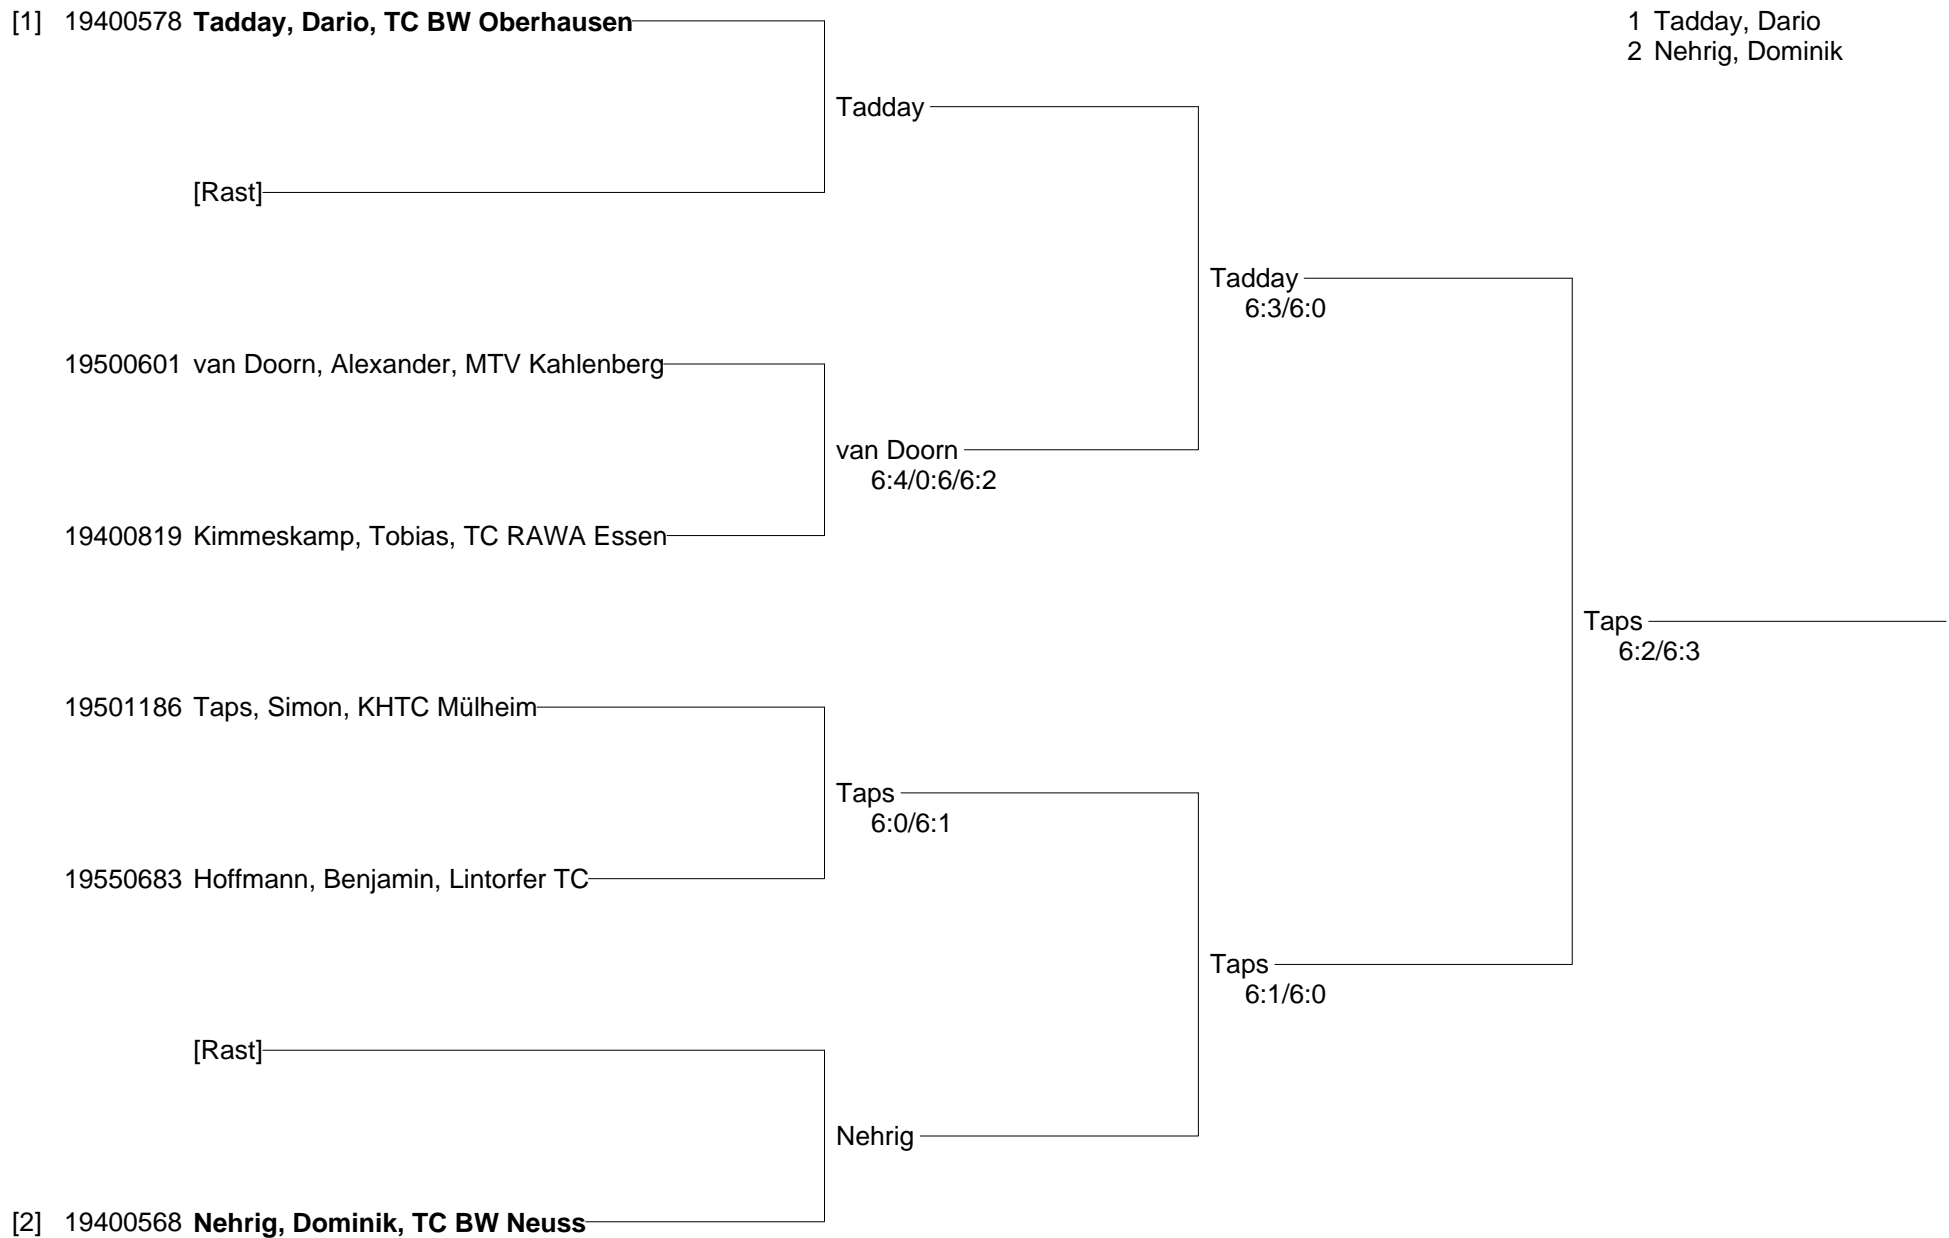 [1] 19400578 Tadday, Dario, TC BW Oberhausen
1 Tadday, Dario
2 Nehrig, Dominik
Tadday
[Rast]
Tadday
6:3/6:0
19500601 van Doorn, Alexander, MTV Kahlenberg
van Doorn
6:4/0:6/6:2
19400819 Kimmeskamp, Tobias, TC RAWA Essen
Taps
6:2/6:3
19501186 Taps, Simon, KHTC Mülheim
Taps
6:0/6:1
19550683 Hoffmann, Benjamin, Lintorfer TC
Taps
6:1/6:0
[Rast]
Nehrig
[2] 19400568 Nehrig, Dominik, TC BW Neuss